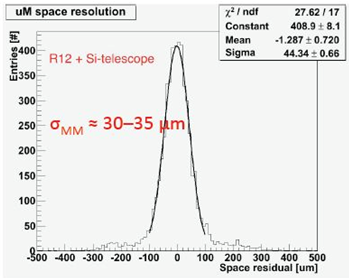 uM space resolution
χ² / ndf 27.62 / 17
Constant 408.9 ± 8.1
Mean -1.287 ± 0.720
Sigma 44.34 ± 0.66
Entries [#]
400
350
300
250
200
150
100
50
0
R12 + Si-telescope
σMM ≈ 30–35 µm
-500 -400 -300 -200 -100 0 100 200 300 400 500
Space residual [um]